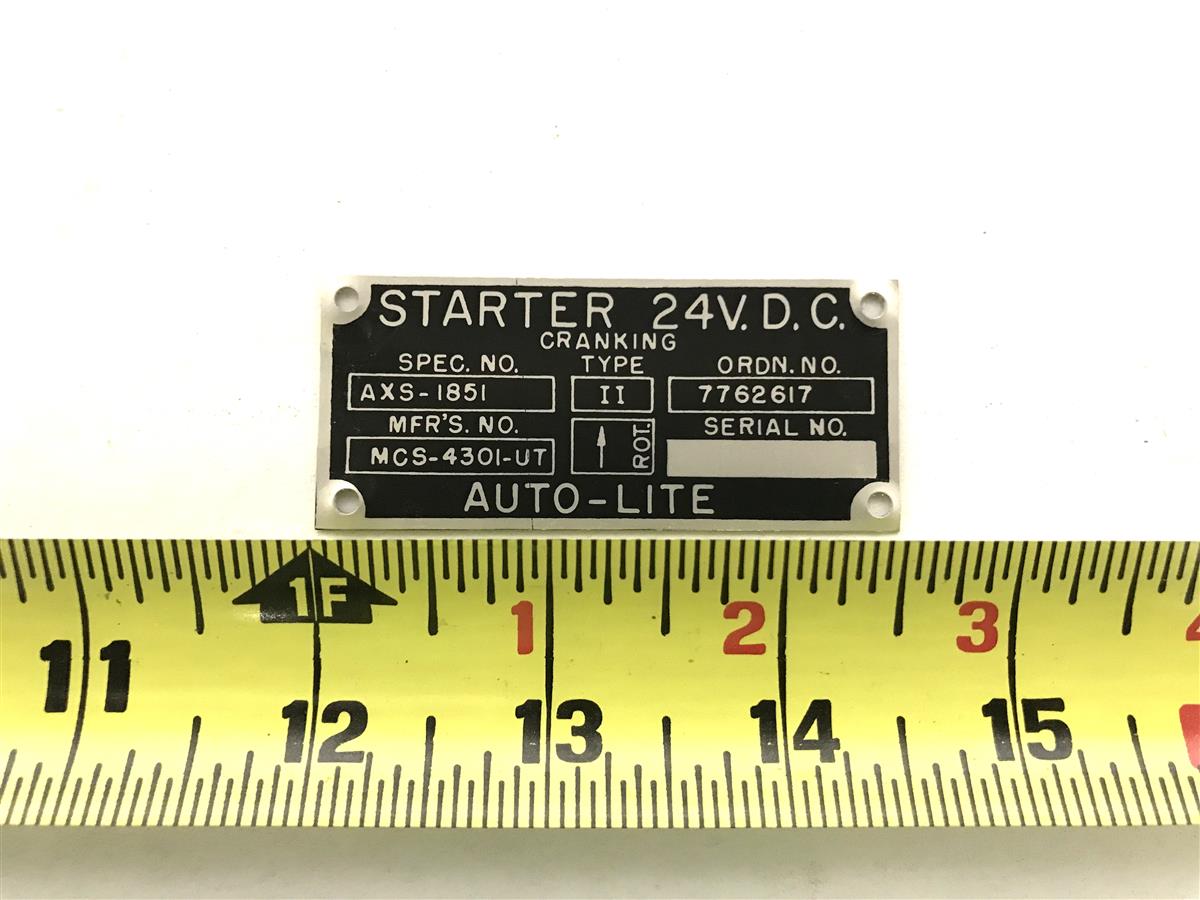 STARTER 24V. D. C.
CRANKING
SPEC. NO. TYPE ORDN. NO.
AXS-1851 II 7762617
MFR'S. NO. ROT. SERIAL NO.
MCS-4301-UT
AUTO-LITE
1F 1 2 3 4
11 12 13 14 15